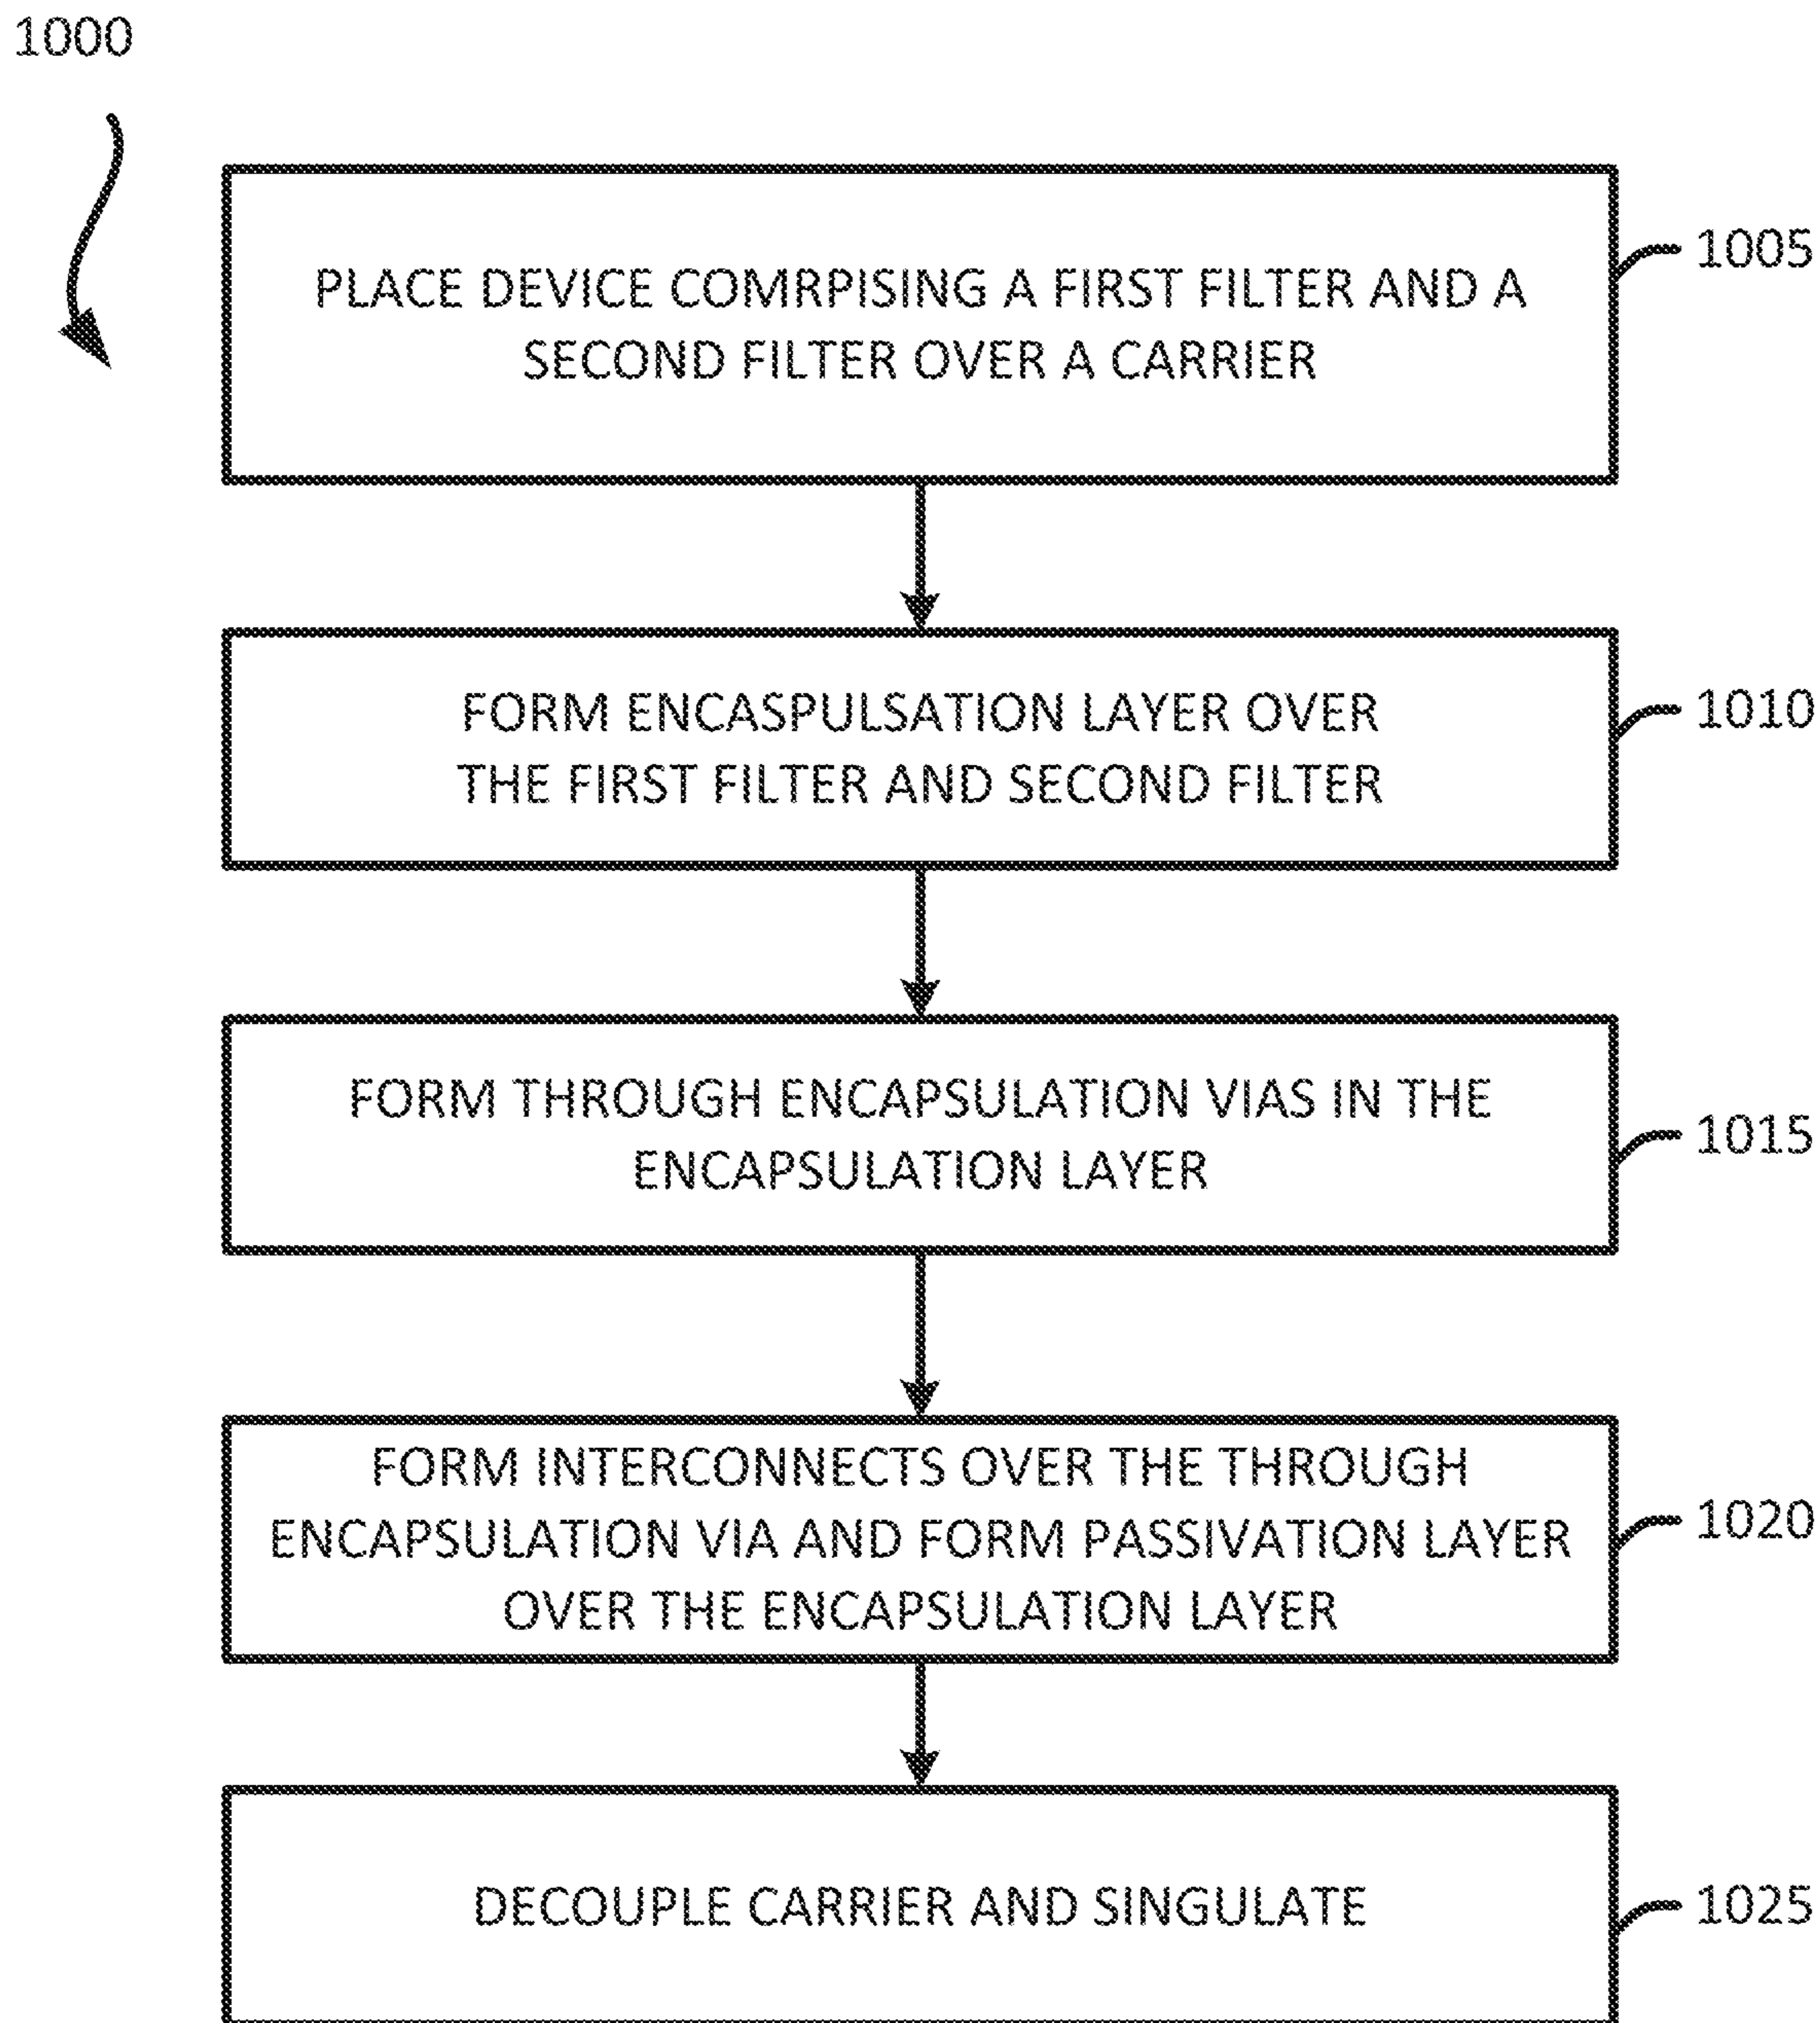 1000
PLACE DEVICE COMRPISING A FIRST FILTER AND A
SECOND FILTER OVER A CARRIER
1005
FORM ENCASPULSATION LAYER OVER
THE FIRST FILTER AND SECOND FILTER
1010
FORM THROUGH ENCAPSULATION VIAS IN THE
ENCAPSULATION LAYER
1015
FORM INTERCONNECTS OVER THE THROUGH
ENCAPSULATION VIA AND FORM PASSIVATION LAYER
OVER THE ENCAPSULATION LAYER
1020
DECOUPLE CARRIER AND SINGULATE
1025